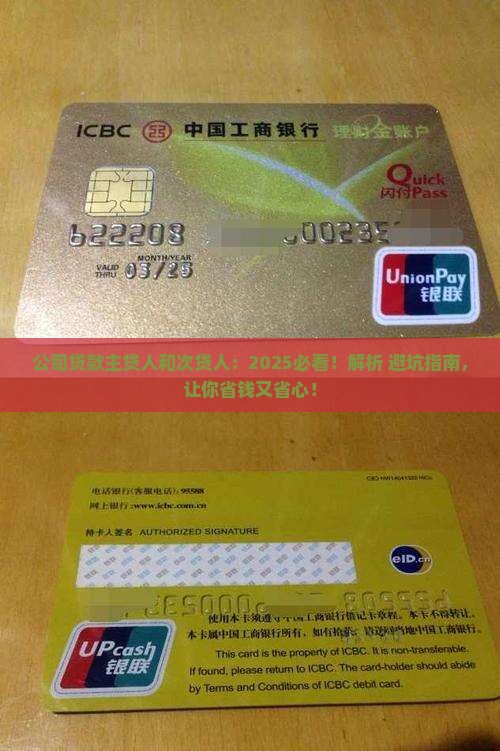 ICBC 中国工商银行 理财金账户
Quick
闪付Pass
622208
MONTH/YEAR
VALID
THRU 03/25
UnionPay
银联
公司贷款主贷人和次贷人：2025必看！解析 避坑指南，
让你省钱又省心！
电话银行(客服电话): 95588
网上银行:www.icbc.com.cn
持卡人签名 AUTHORIZED SIGNATURE
eID.cn
本卡属中国工商银行所有，
This card is the property of ICBC. It is non-transferable.
If found, please return to ICBC. The card-holder should abide
by Terms and Conditions of ICBC debit card.
UPcash
银联